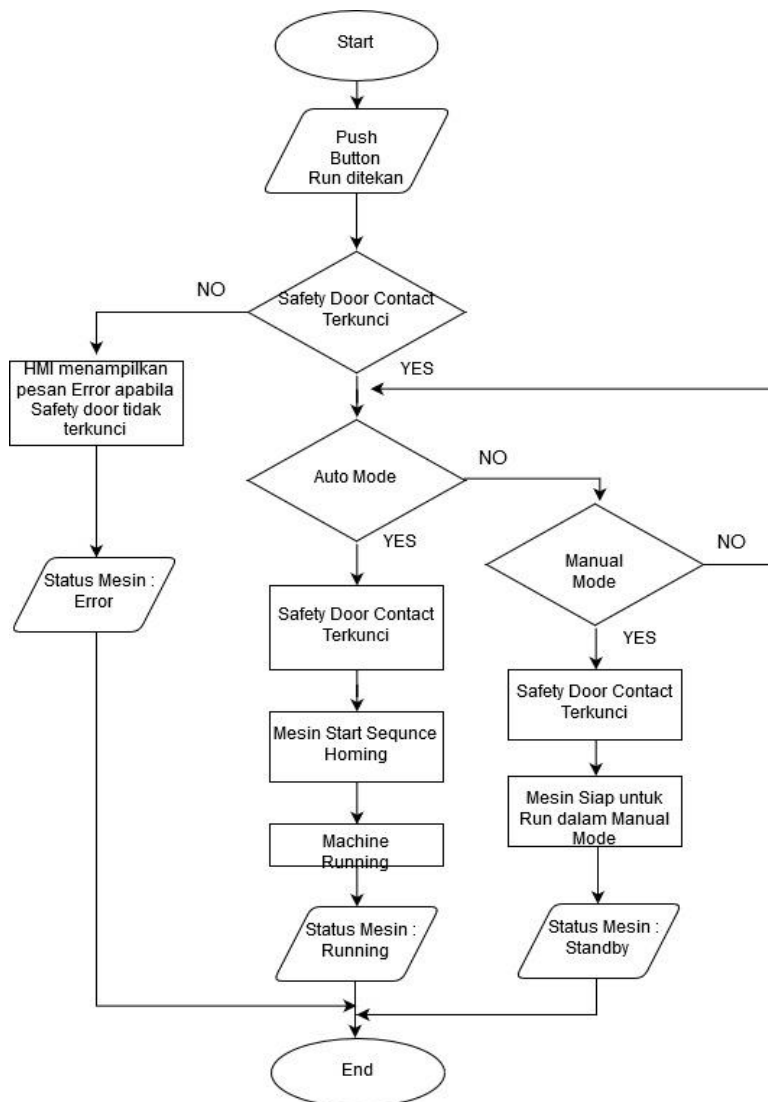 Start
Push
Button
Run ditekan
Safety Door Contact
Terkunci
NO
YES
HMI menampilkan
pesan Error apabila
Safety door tidak
terkunci
Status Mesin :
Error
Auto Mode
NO
YES
Manual
Mode
NO
YES
Safety Door Contact
Terkunci
Mesin Start Sequnce
Homing
Machine
Running
Status Mesin :
Running
Safety Door Contact
Terkunci
Mesin Siap untuk
Run dalam Manual
Mode
Status Mesin :
Standby
End